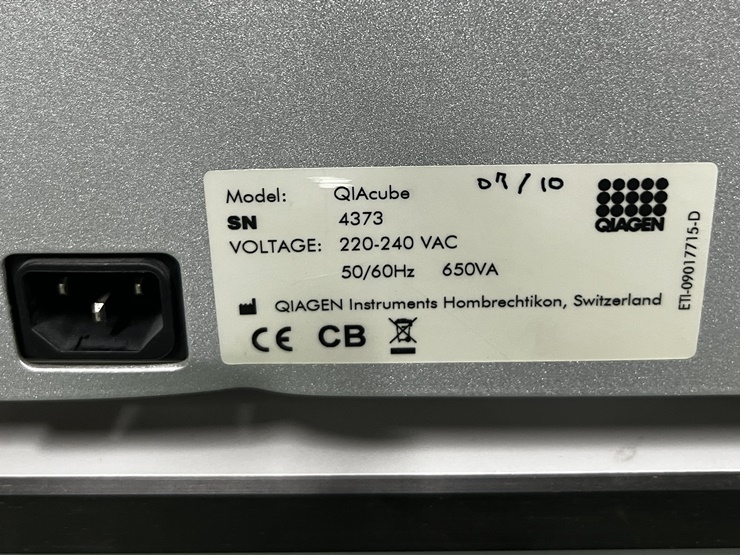 Model: QIAcube 07/10
SN 4373
VOLTAGE: 220-240 VAC
50/60Hz 650VA
QIAGEN Instruments Hombrechtikon, Switzerland
CE CB
QIAGEN
ETI-09017715-D